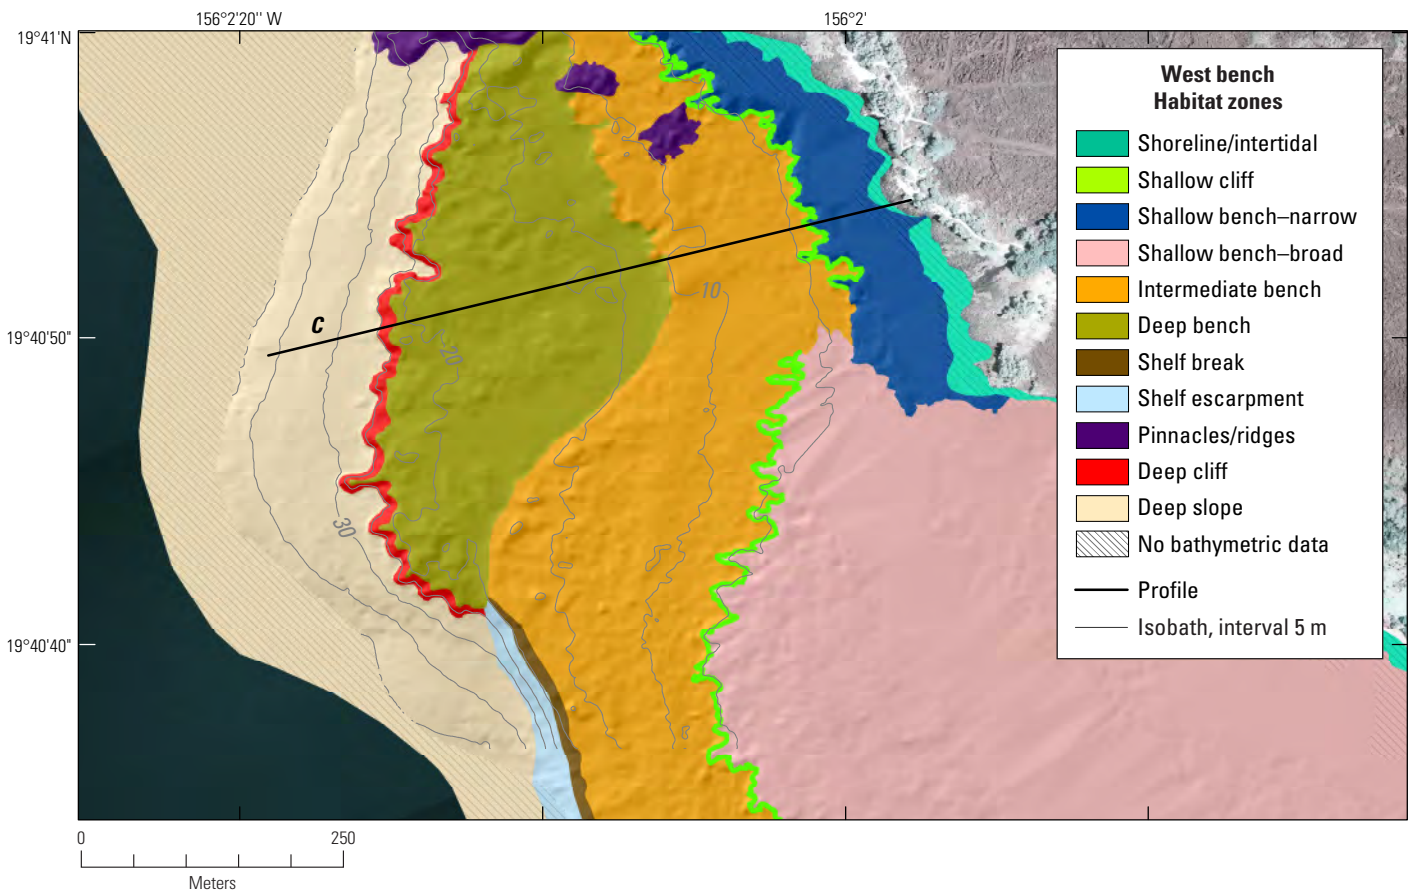 156°2'20" W
156°2'
19°41'N
West bench
Habitat zones
Shoreline/intertidal
Shallow cliff
Shallow bench–narrow
Shallow bench–broad
Intermediate bench
Deep bench
Shelf break
Shelf escarpment
Pinnacles/ridges
Deep cliff
Deep slope
No bathymetric data
Profile
Isobath, interval 5 m
10
C
19°40'50"
20
30
19°40'40"
0
250
Meters